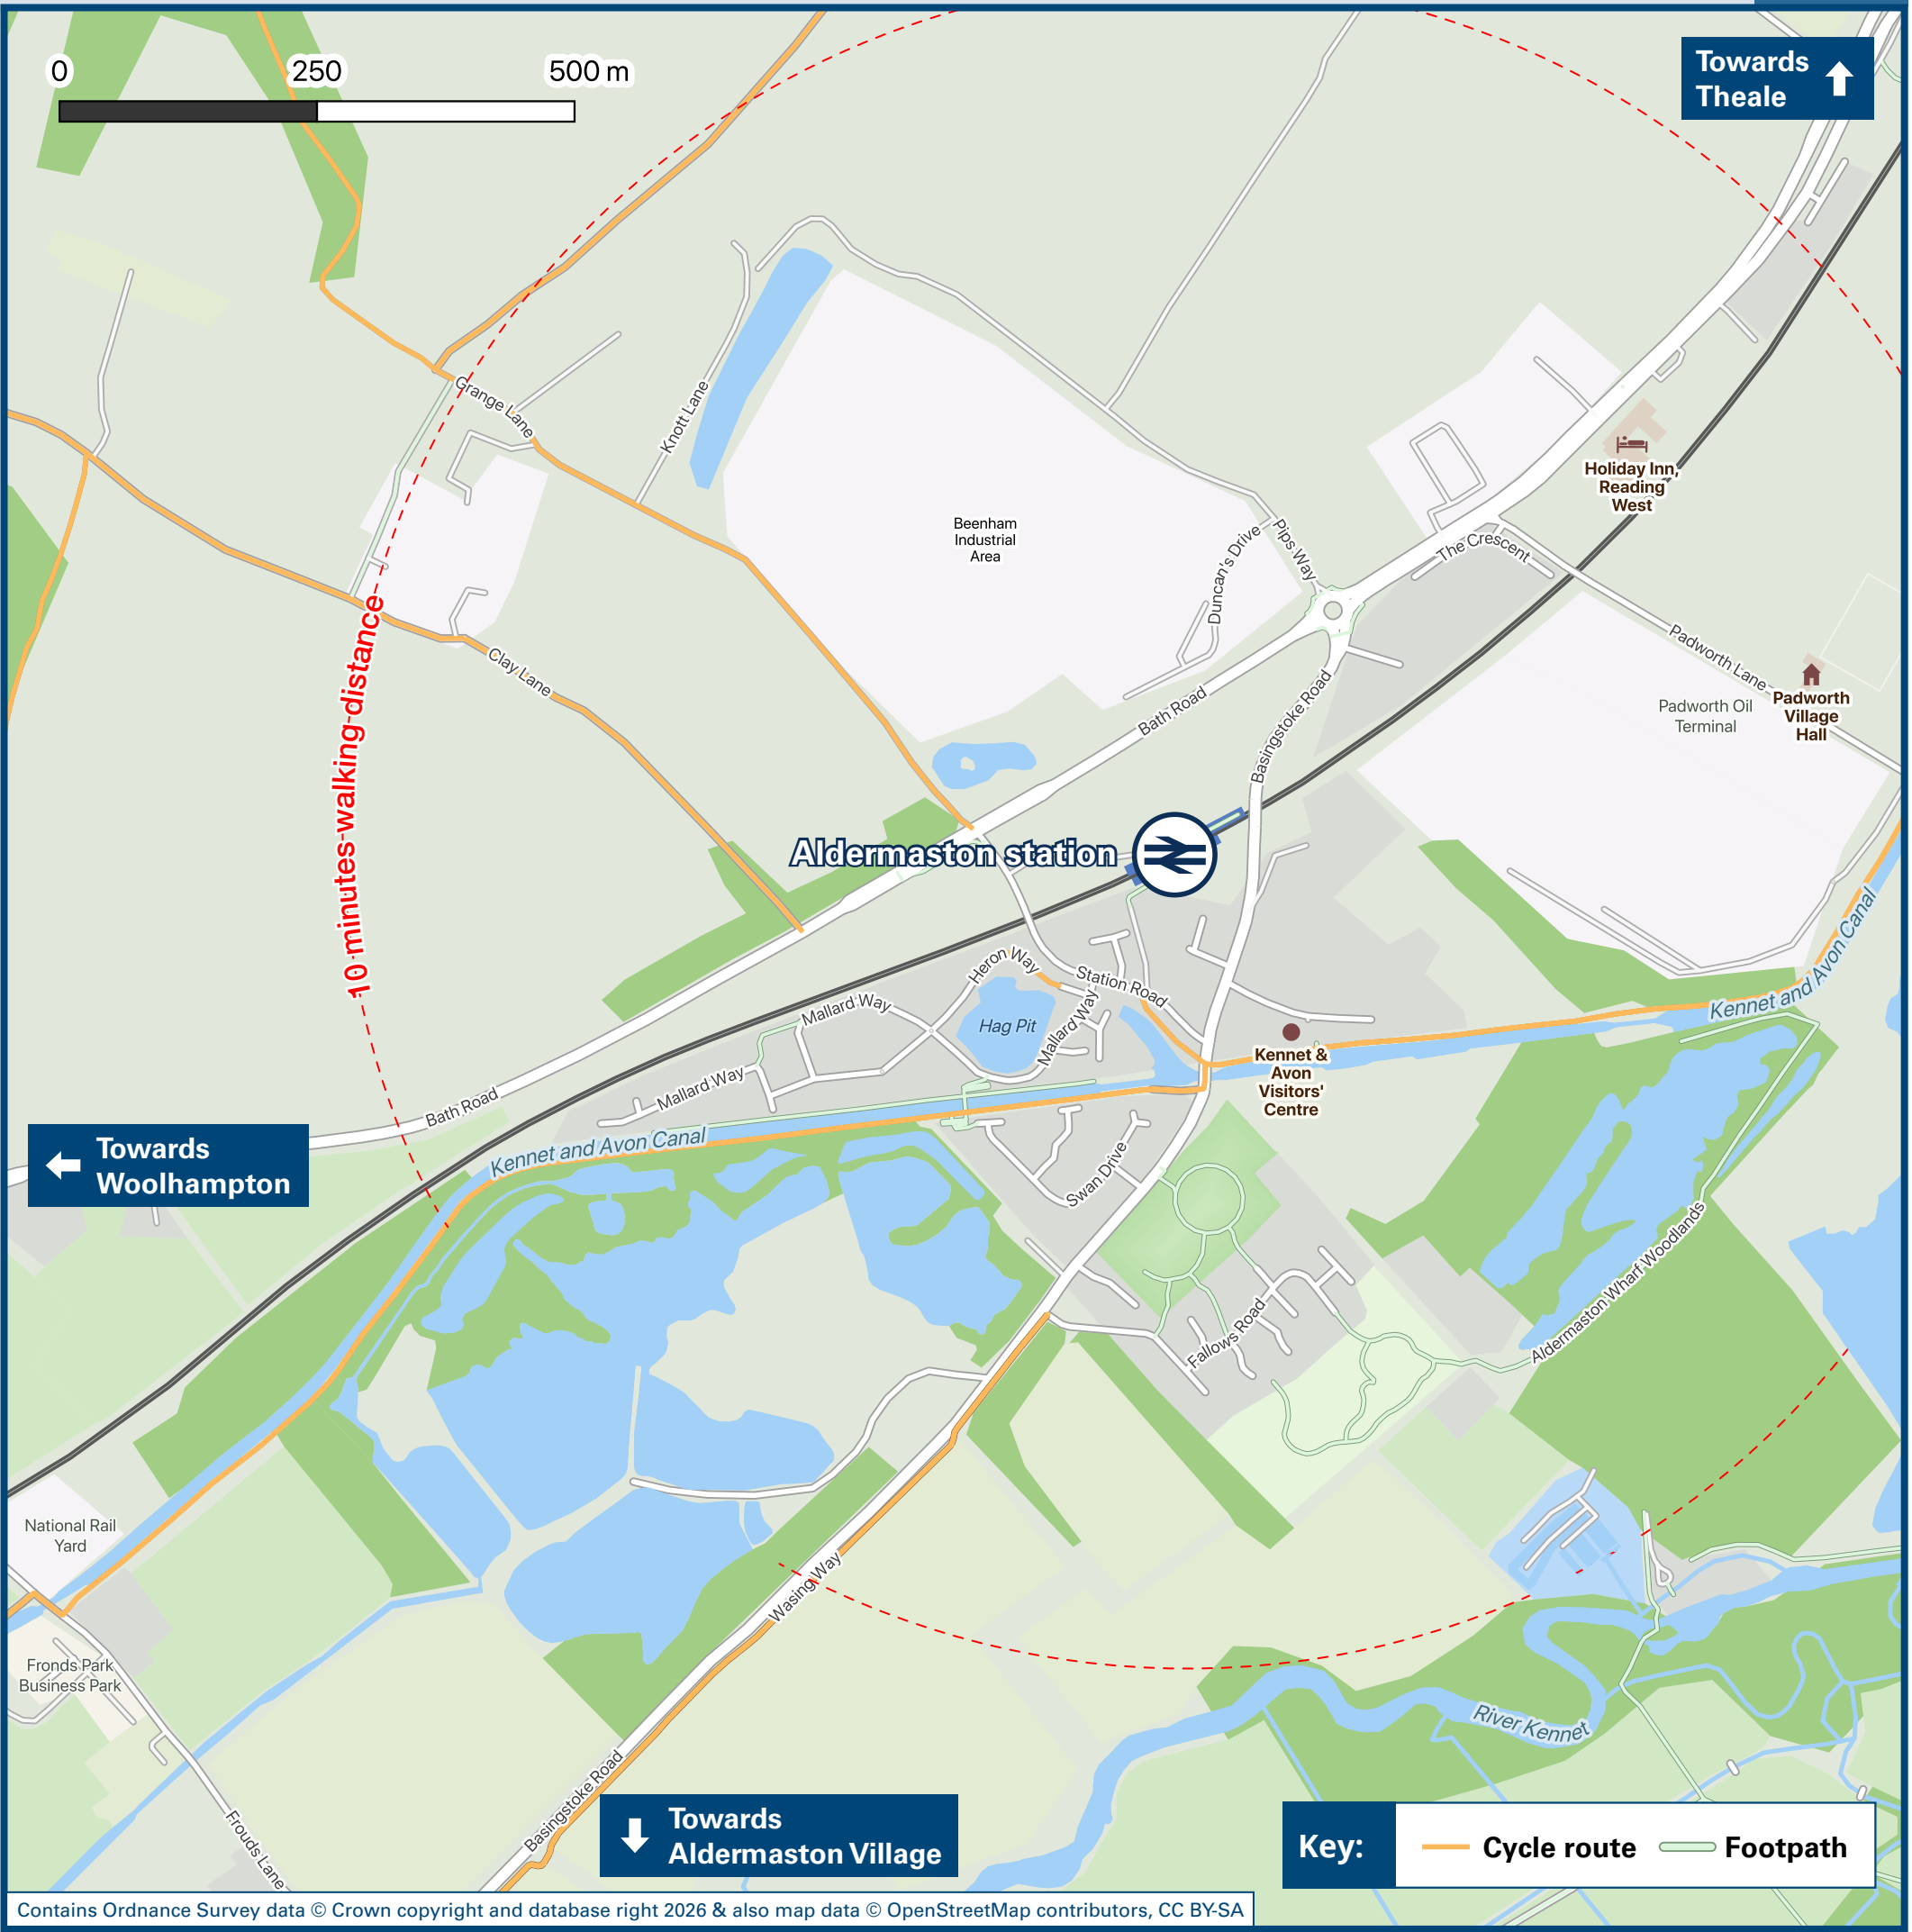 0 250 500 m
Towards
Theale
Grange Lane
Knott Lane
Holiday Inn,
Reading
West
Beenham
Industrial
Area
Duncan's Drive
Pips Way
The Crescent
Padworth Lane
Padworth
Village
Hall
Padworth Oil
Terminal
Clay Lane
10 minutes walking distance
Bath Road
Basingstoke Road
Aldermaston station
Heron Way
Station Road
Mallard Way
Hag Pit
Mallard Way
Mallard Way
Kennet and Avon Canal
Kennet &
Avon
Visitors'
Centre
Bath Road
Kennet and Avon Canal
Towards
Woolhampton
Swan Drive
Fallows Road
Aldermaston Wharf Woodlands
National Rail
Yard
Wasing Way
Fronds Park
Business Park
River Kennet
Basingstoke Road
Frouds Lane
Towards
Aldermaston Village
Key:
Cycle route
Footpath
Contains Ordnance Survey data © Crown copyright and database right 2026 & also map data © OpenStreetMap contributors, CC BY-SA